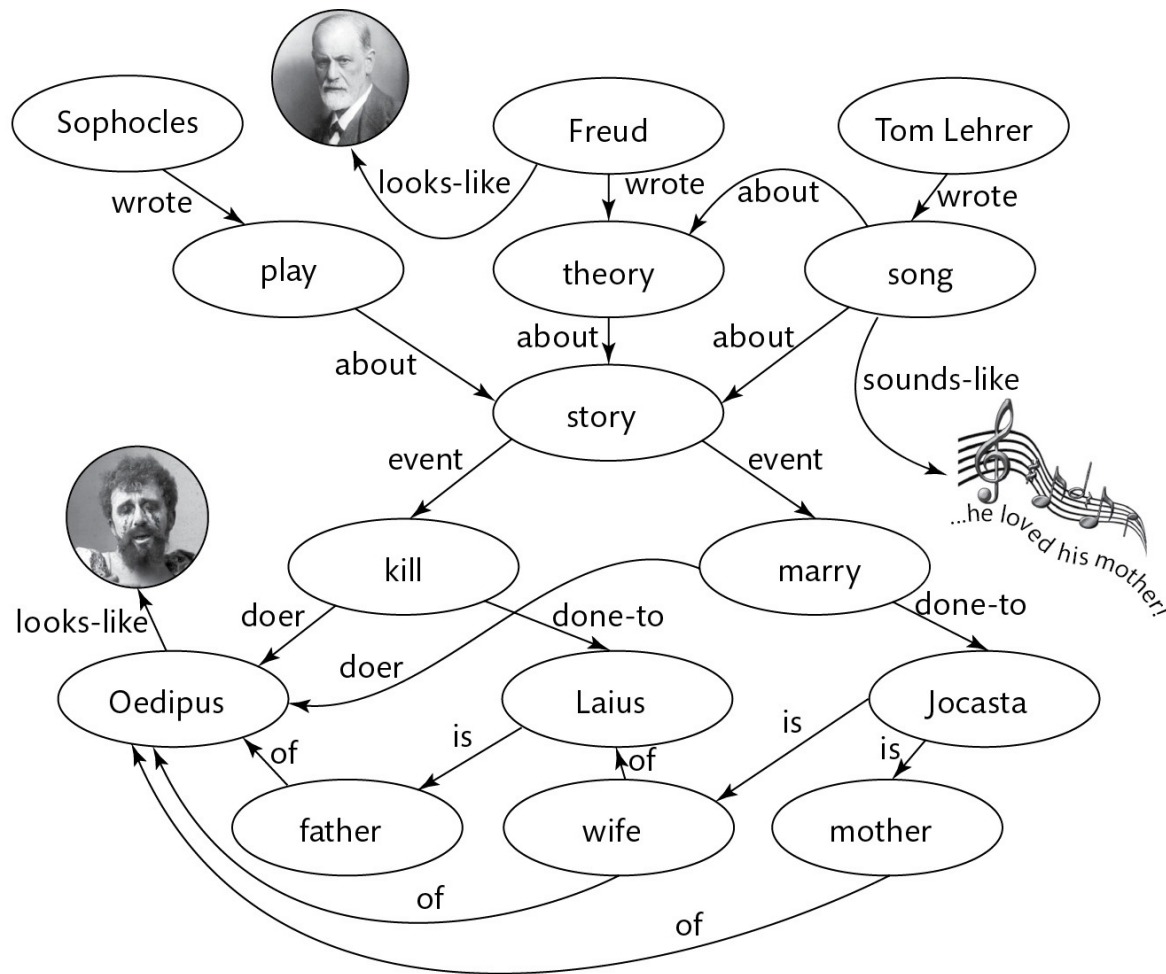 Sophocles
Freud
Tom Lehrer
looks-like
wrote
about
wrote
wrote
play
theory
song
about
about
about
sounds-like
story
event
event
...he loved his mother!
kill
marry
looks-like
doer
done-to
done-to
doer
Oedipus
Laius
Jocasta
of
is
of
is
is
father
wife
mother
of
of